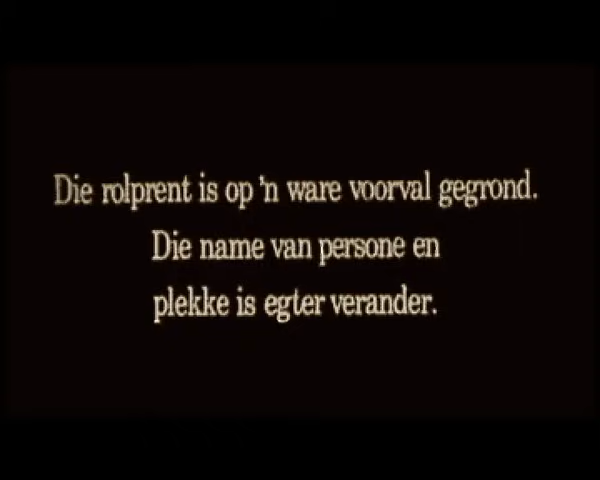 Die rolprent is op 'n ware voorval gegrond.
Die name van persone en
plekke is egter verander.